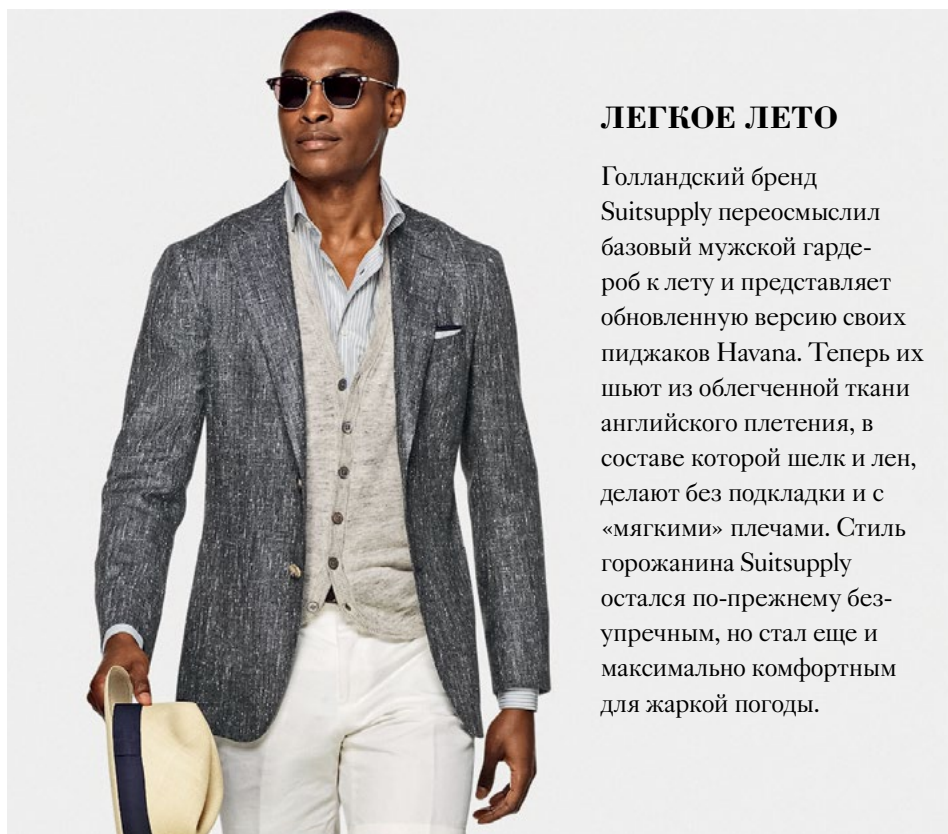 ЛЕГКОЕ ЛЕТО
Голландский бренд
Suitsupply переосмыслил
базовый мужской гарде-
роб к лету и представляет
обновленную версию своих
пиджаков Havana. Теперь их
шьют из облегченной ткани
английского плетения, в
составе которой шелк и лен,
делают без подкладки и с
«мягкими» плечами. Стиль
горожанина Suitsupply
остался по-прежнему без-
упречным, но стал еще и
максимально комфортным
для жаркой погоды.